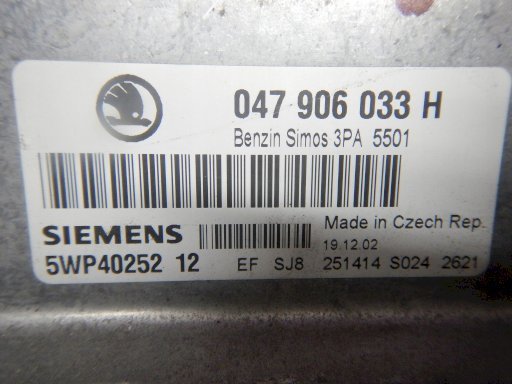 047 906 033 H
Benzin Simos 3PA 5501
SIEMENS
Made in Czech Rep.
19.12.02
5WP40252 12
EF SJ8 251414 S024 2621